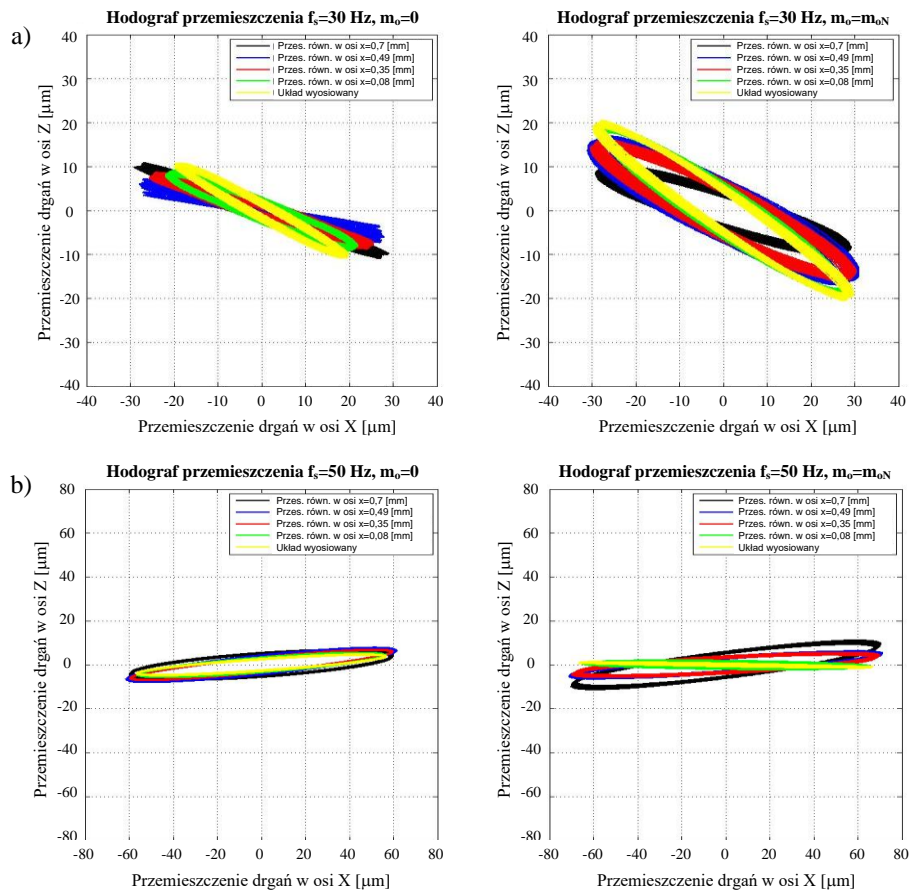 a)
Hodograf przemieszczenia fs=30 Hz, mo=0
Przemieszczenie drgań w osi Z [μm]
40
30
20
10
0
-10
-20
-30
-40
Przes. równ. w osi x=0,7 [mm]
Przes. równ. w osi x=0,49 [mm]
Przes. równ. w osi x=0,35 [mm]
Przes. równ. w osi x=0,08 [mm]
Układ wyosiowany
-40 -30 -20 -10 0 10 20 30 40
Przemieszczenie drgań w osi X [μm]
Hodograf przemieszczenia fs=30 Hz, mo=moN
Przemieszczenie drgań w osi Z [μm]
40
30
20
10
0
-10
-20
-30
-40
Przes. równ. w osi x=0,7 [mm]
Przes. równ. w osi x=0,49 [mm]
Przes. równ. w osi x=0,35 [mm]
Przes. równ. w osi x=0,08 [mm]
Układ wyosiowany
-40 -30 -20 -10 0 10 20 30 40
Przemieszczenie drgań w osi X [μm]
b)
Hodograf przemieszczenia fs=50 Hz, mo=0
Przemieszczenie drgań w osi Z [μm]
80
60
40
20
0
-20
-40
-60
-80
Przes. równ. w osi x=0,7 [mm]
Przes. równ. w osi x=0,49 [mm]
Przes. równ. w osi x=0,35 [mm]
Przes. równ. w osi x=0,08 [mm]
Układ wyosiowany
-80 -60 -40 -20 0 20 40 60 80
Przemieszczenie drgań w osi X [μm]
Hodograf przemieszczenia fs=50 Hz, mo=moN
Przemieszczenie drgań w osi Z [μm]
80
60
40
20
0
-20
-40
-60
-80
Przes. równ. w osi x=0,7 [mm]
Przes. równ. w osi x=0,49 [mm]
Przes. równ. w osi x=0,35 [mm]
Przes. równ. w osi x=0,08 [mm]
Układ wyosiowany
-80 -60 -40 -20 0 20 40 60 80
Przemieszczenie drgań w osi X [μm]